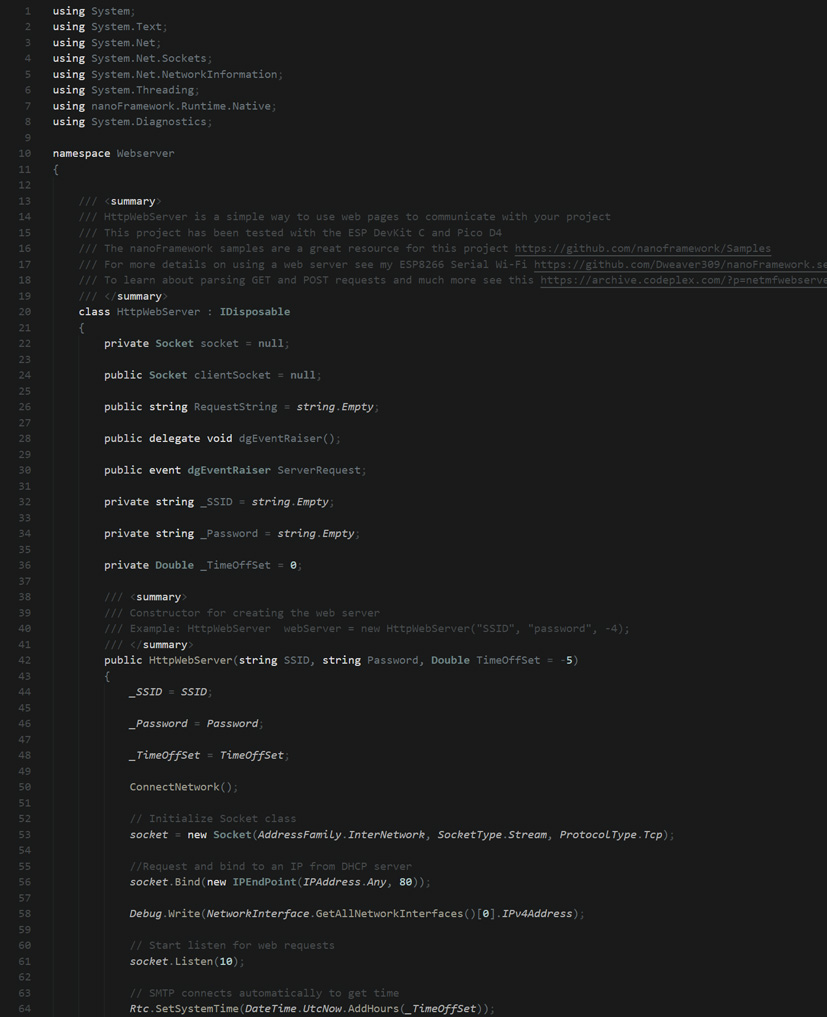 1 using System;
2 using System.Text;
3 using System.Net;
4 using System.Net.Sockets;
5 using System.Net.NetworkInformation;
6 using System.Threading;
7 using nanoFramework.Runtime.Native;
8 using System.Diagnostics;
9
10 namespace Webserver
11 {
12
13 /// <summary>
14 /// HttpWebServer is a simple way to use web pages to communicate with your project
15 /// This project has been tested with the ESP DevKit C and Pico D4
16 /// The nanoFramework samples are a great resource for this project https://github.com/nanoframework/Samples
17 /// For more details on using a web server see my ESP8266 Serial Wi-Fi https://github.com/Dweaver309/nanoFramework.se
18 /// To learn about parsing GET and POST requests and much more see this https://archive.codeplex.com/?p=netmfwebserve
19 /// </summary>
20 class HttpWebServer : IDisposable
21 {
22 private Socket socket = null;
23
24 public Socket clientSocket = null;
25
26 public string RequestString = string.Empty;
27
28 public delegate void dgEventRaiser();
29
30 public event dgEventRaiser ServerRequest;
31
32 private string _SSID = string.Empty;
33
34 private string _Password = string.Empty;
35
36 private Double _TimeOffSet = 0;
37
38 /// <summary>
39 /// Constructor for creating the web server
40 /// Example: HttpWebServer  webServer = new HttpWebServer("SSID", "password", -4);
41 /// </summary>
42 public HttpWebServer(string SSID, string Password, Double TimeOffSet = -5)
43 {
44 _SSID = SSID;
45
46 _Password = Password;
47
48 _TimeOffSet = TimeOffSet;
49
50 ConnectNetwork();
51
52 // Initialize Socket class
53 socket = new Socket(AddressFamily.InterNetwork, SocketType.Stream, ProtocolType.Tcp);
54
55 //Request and bind to an IP from DHCP server
56 socket.Bind(new IPEndPoint(IPAddress.Any, 80));
57
58 Debug.Write(NetworkInterface.GetAllNetworkInterfaces()[0].IPv4Address);
59
60 // Start listen for web requests
61 socket.Listen(10);
62
63 // SMTP connects automatically to get time
64 Rtc.SetSystemTime(DateTime.UtcNow.AddHours(_TimeOffSet));